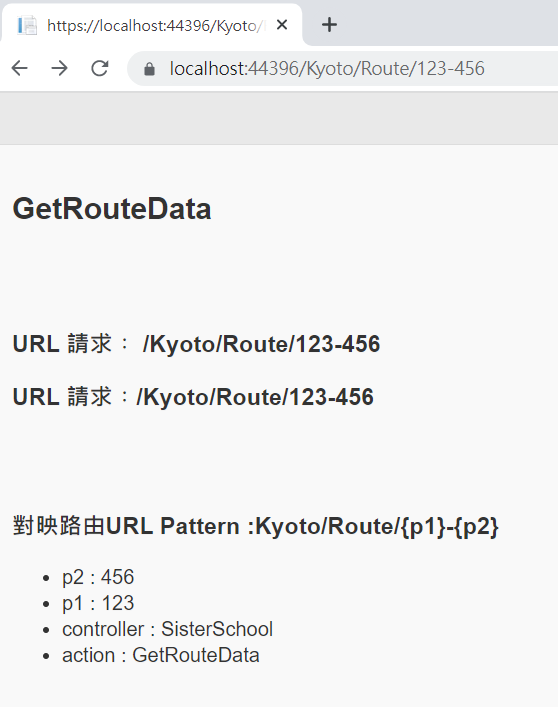 https://localhost:44396/Kyoto/
localhost:44396/Kyoto/Route/123-456
GetRouteData
URL 請求： /Kyoto/Route/123-456
URL 請求：/Kyoto/Route/123-456
對映路由URL Pattern :Kyoto/Route/{p1}-{p2}
• p2 : 456
• p1 : 123
• controller : SisterSchool
• action : GetRouteData